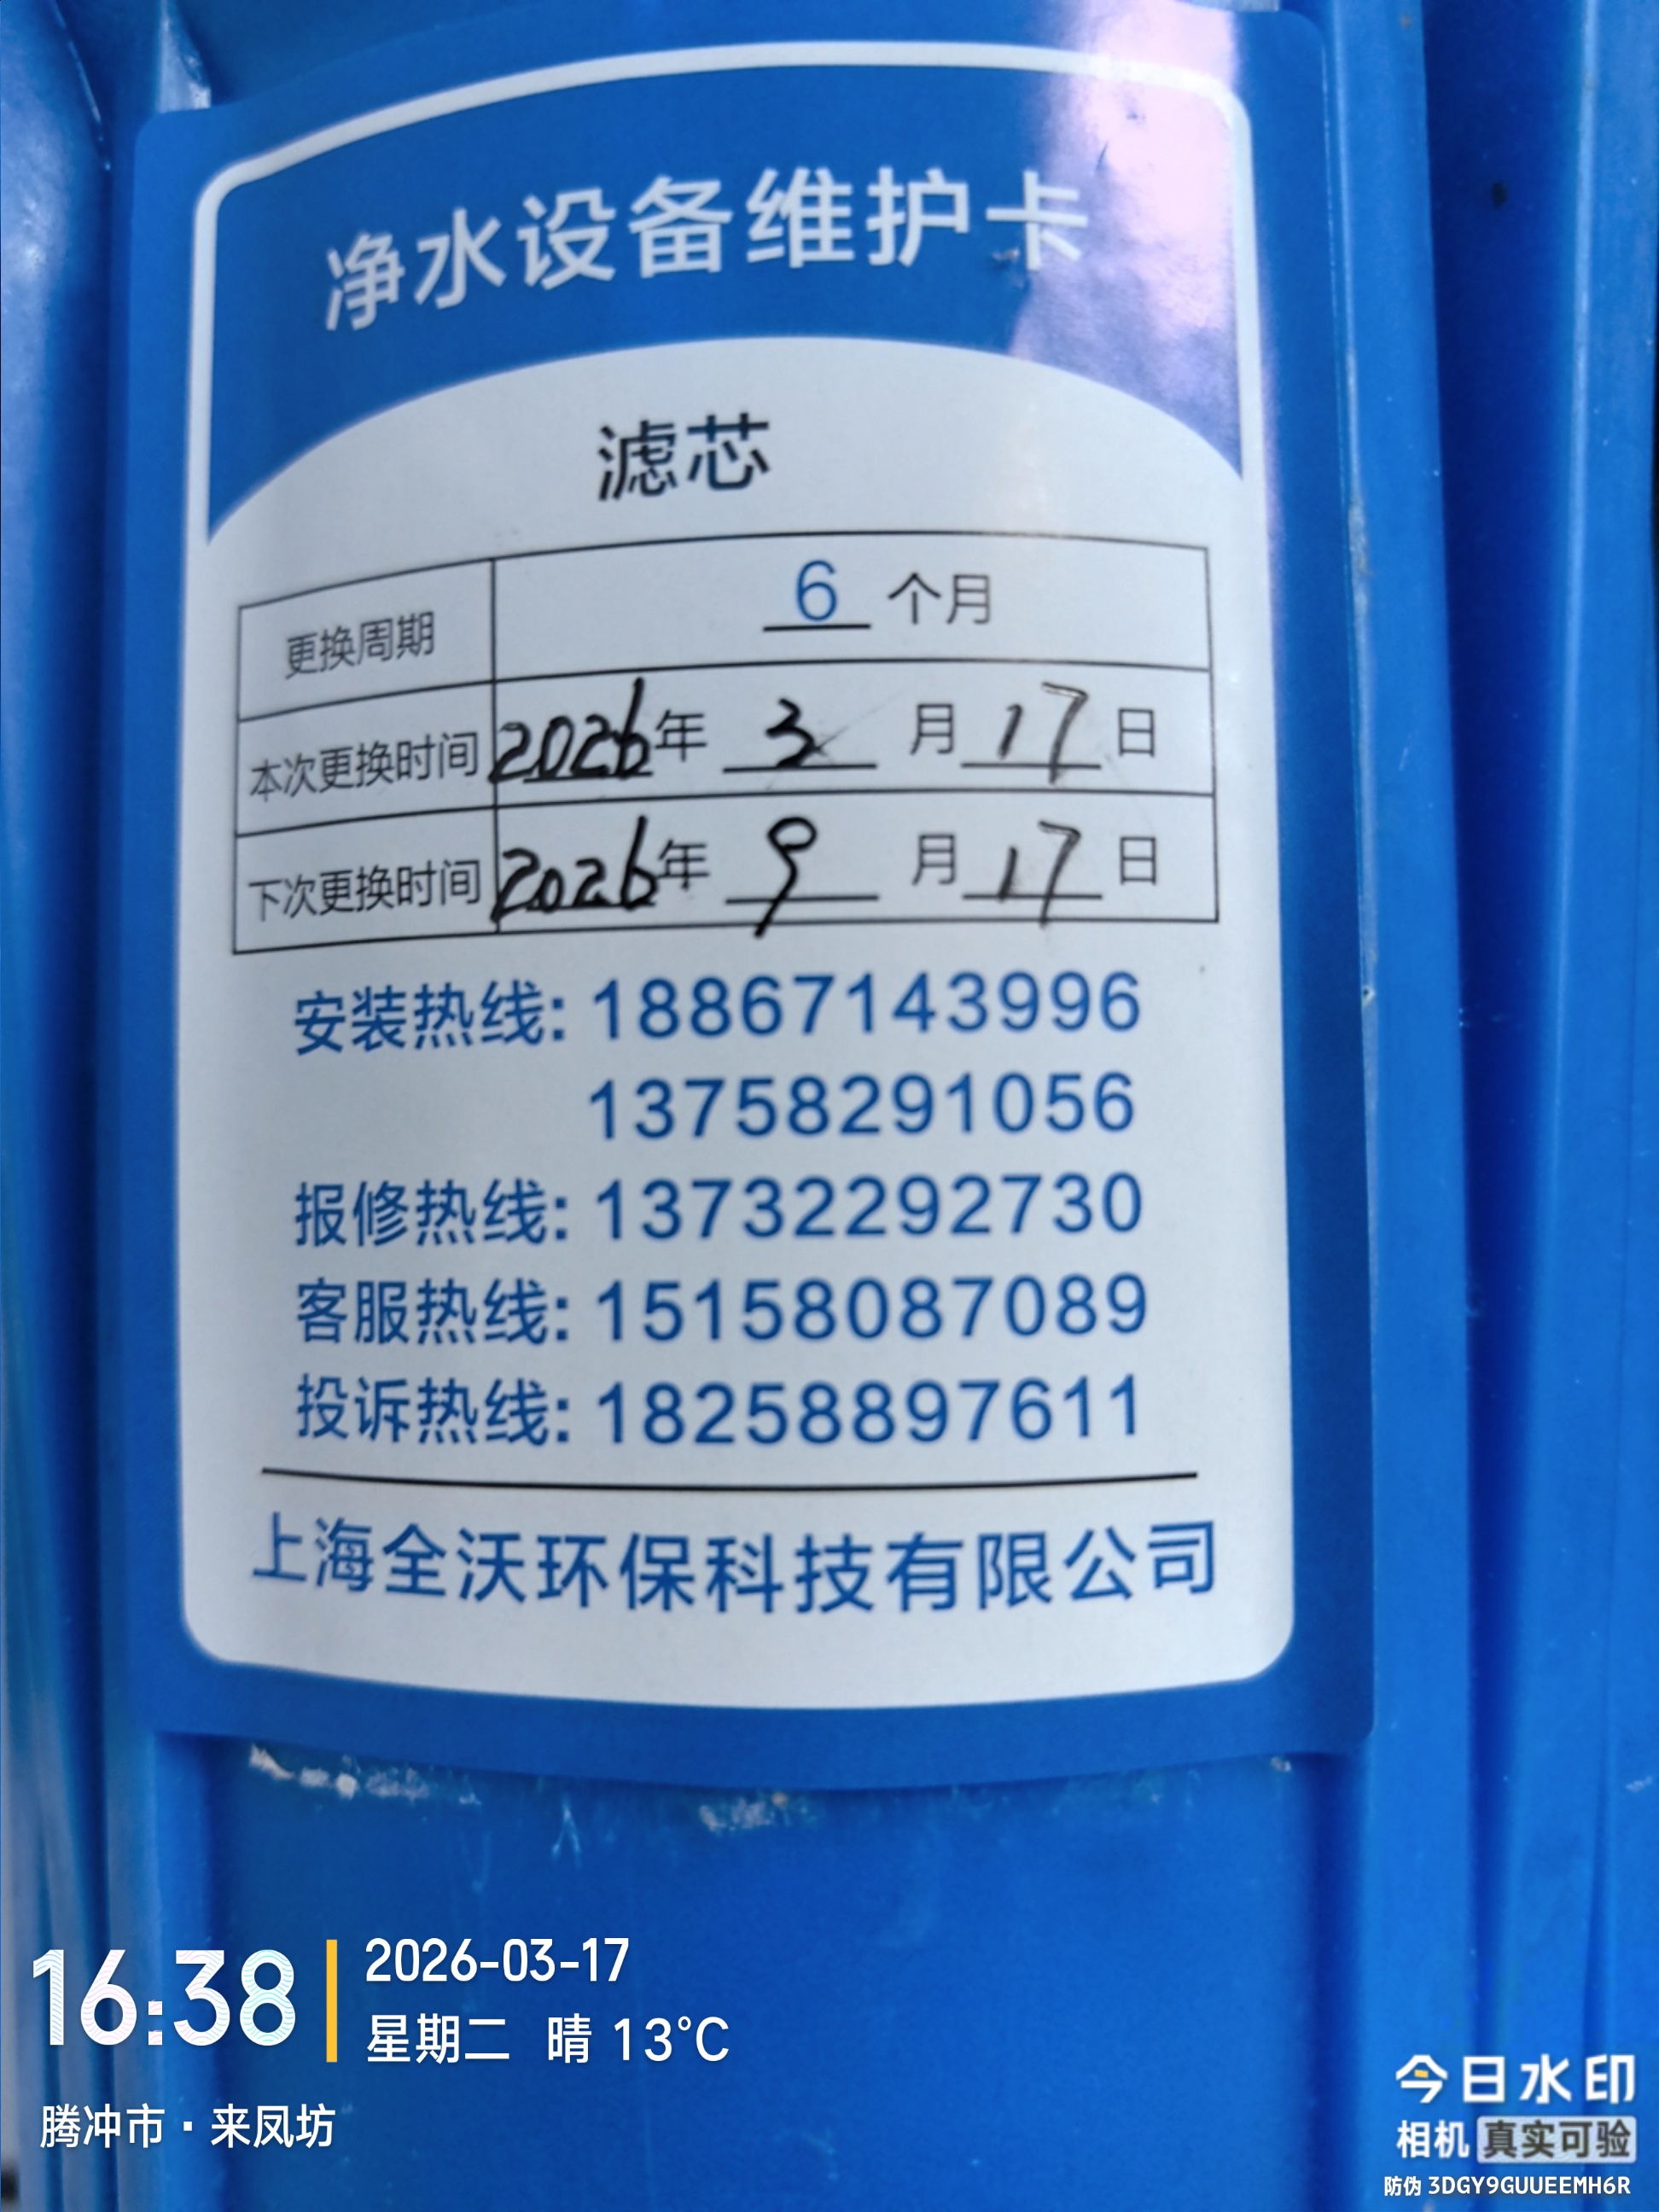 净水设备维护卡
滤芯
更换周期 6 个月
本次更换时间 2026年 3 月 17 日
下次更换时间 2026年 9 月 17 日
安装热线: 18867143996
13758291056
报修热线: 13732292730
客服热线: 15158087089
投诉热线: 18258897611
上海全沃环保科技有限公司
16:38
2026-03-17
星期二 晴 13°C
腾冲市·来凤坊
今日水印
相机 真实可验
防伪 3DGY9GUUEEMH6R